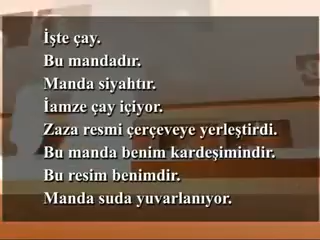 İşte çay.
Bu mandadır.
Manda siyahtır.
İamze çay içiyor.
Zaza resmi çerçeveye yerleştirdi.
Bu manda benim kardeşimindir.
Bu resim benimdir.
Manda suda yuvarlanıyor.